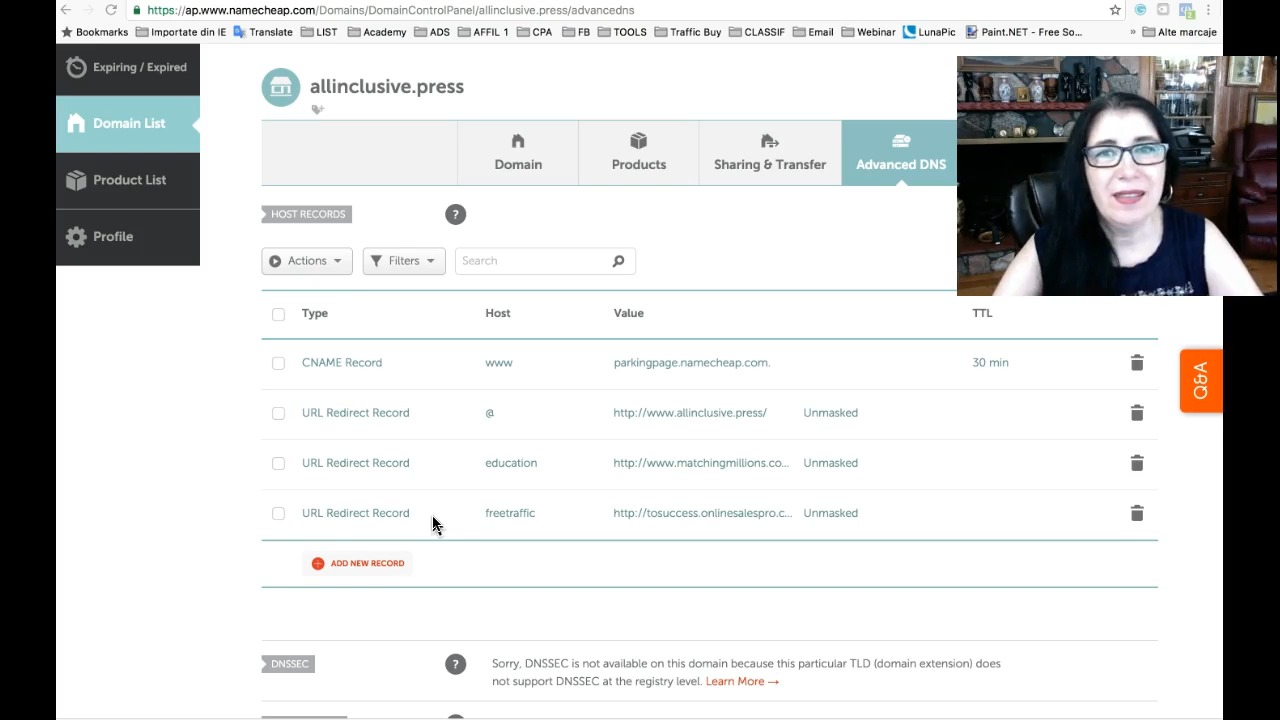 https://ap.www.namecheap.com/Domains/DomainControlPanel/allinclusive.press/advancedns
Bookmarks Importate din IE Translate LIST Academy ADS AFFIL 1 CPA FB TOOLS Traffic Buy CLASSIF Email Webinar LunaPic Paint.NET - Free So... » Alte marcaje
Expiring / Expired
Domain List
Product List
Profile
allinclusive.press
Domain Products Sharing & Transfer Advanced DNS
HOST RECORDS ?
Actions Filters Search
Type Host Value TTL
CNAME Record www parkingpage.namecheap.com. 30 min
URL Redirect Record @ http://www.allinclusive.press/ Unmasked
URL Redirect Record education http://www.matchingmillions.co... Unmasked
URL Redirect Record freetraffic http://tosuccess.onlinesalespro.c... Unmasked
ADD NEW RECORD
Q&A
DNSSEC ? Sorry, DNSSEC is not available on this domain because this particular TLD (domain extension) does
not support DNSSEC at the registry level. Learn More →